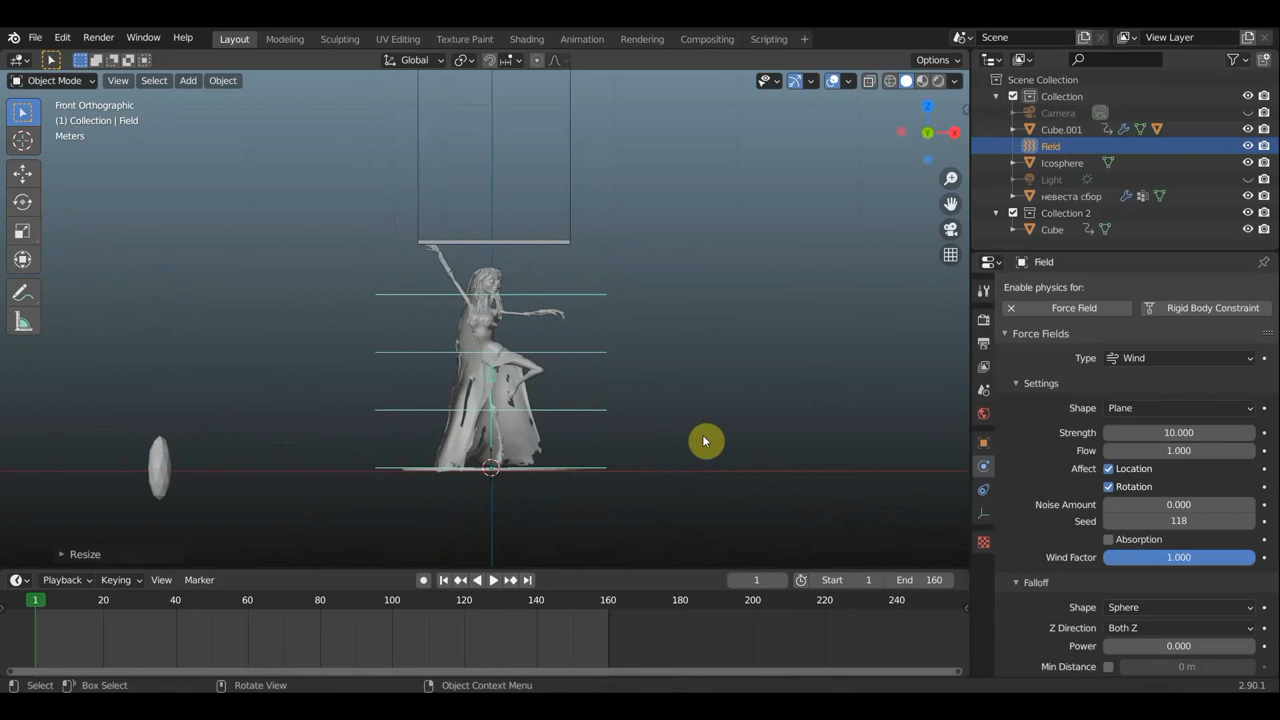 File Edit Render Window Help Layout Modeling Sculpting UV Editing Texture Paint Shading Animation Rendering Compositing Scripting + Scene View Layer
Global Options
Object Mode View Select Add Object
Front Orthographic
(1) Collection | Field
Meters
Z
Y
X
Resize
Scene Collection
Collection
Camera
Cube.001
Field
Icosphere
Light
невеста сбор
Collection 2
Cube
Field
Enable physics for:
Force Field Rigid Body Constraint
Force Fields
Type Wind
Settings
Shape Plane
Strength 10.000
Flow 1.000
Affect Location
Rotation
Noise Amount 0.000
Seed 118
Absorption
Wind Factor 1.000
Falloff
Shape Sphere
Z Direction Both Z
Power 0.000
Min Distance 0 m
Playback Keying View Marker 1 Start 1 End 160
1 20 40 60 80 100 120 140 160 180 200 220 240
Select Box Select Rotate View Object Context Menu 2.90.1